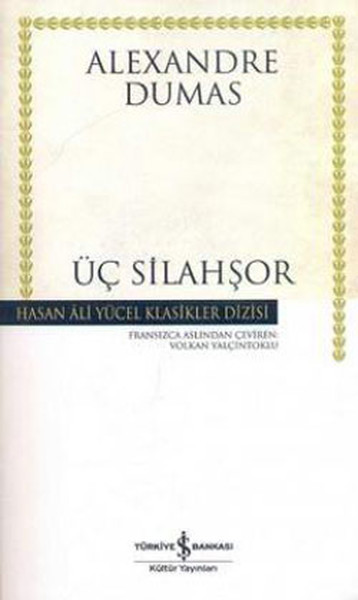 ALEXANDRE
DUMAS
ÜÇ SİLAHŞOR
HASAN ÂLİ YÜCEL KLASİKLER DİZİSİ
FRANSIZCA ASLINDAN ÇEVİREN:
VOLKAN YALÇINTOKLU
TÜRKİYE İŞ BANKASI
Kültür Yayınları